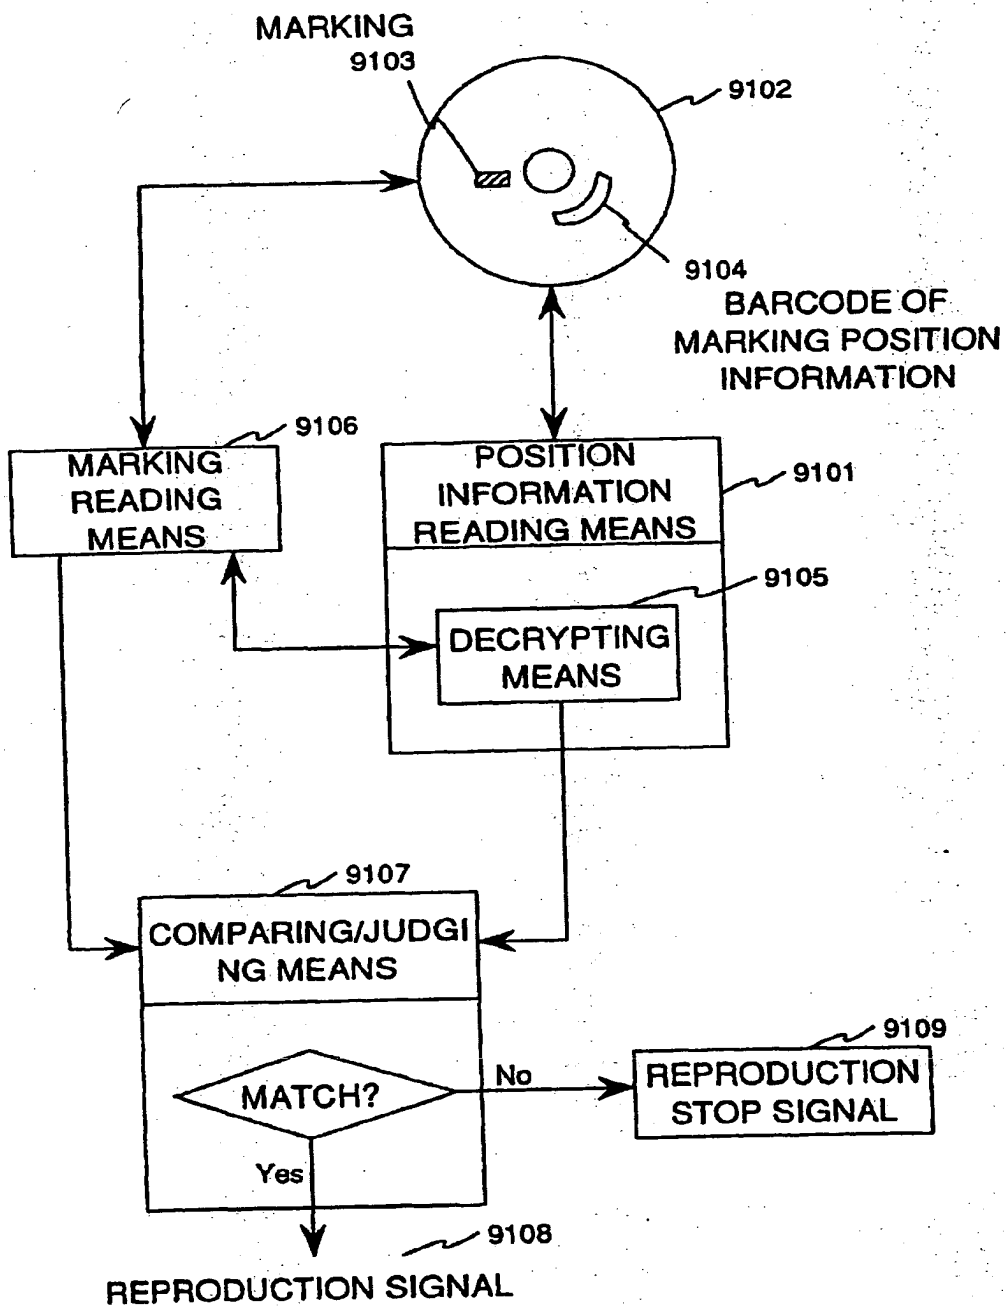 MARKING
9103
9102
9104
BARCODE OF
MARKING POSITION
INFORMATION
9106
MARKING
READING
MEANS
POSITION
INFORMATION
READING MEANS
9101
9105
DECRYPTING
MEANS
9107
COMPARING/JUDGI
NG MEANS
MATCH?
No
9109
REPRODUCTION
STOP SIGNAL
Yes
9108
REPRODUCTION SIGNAL